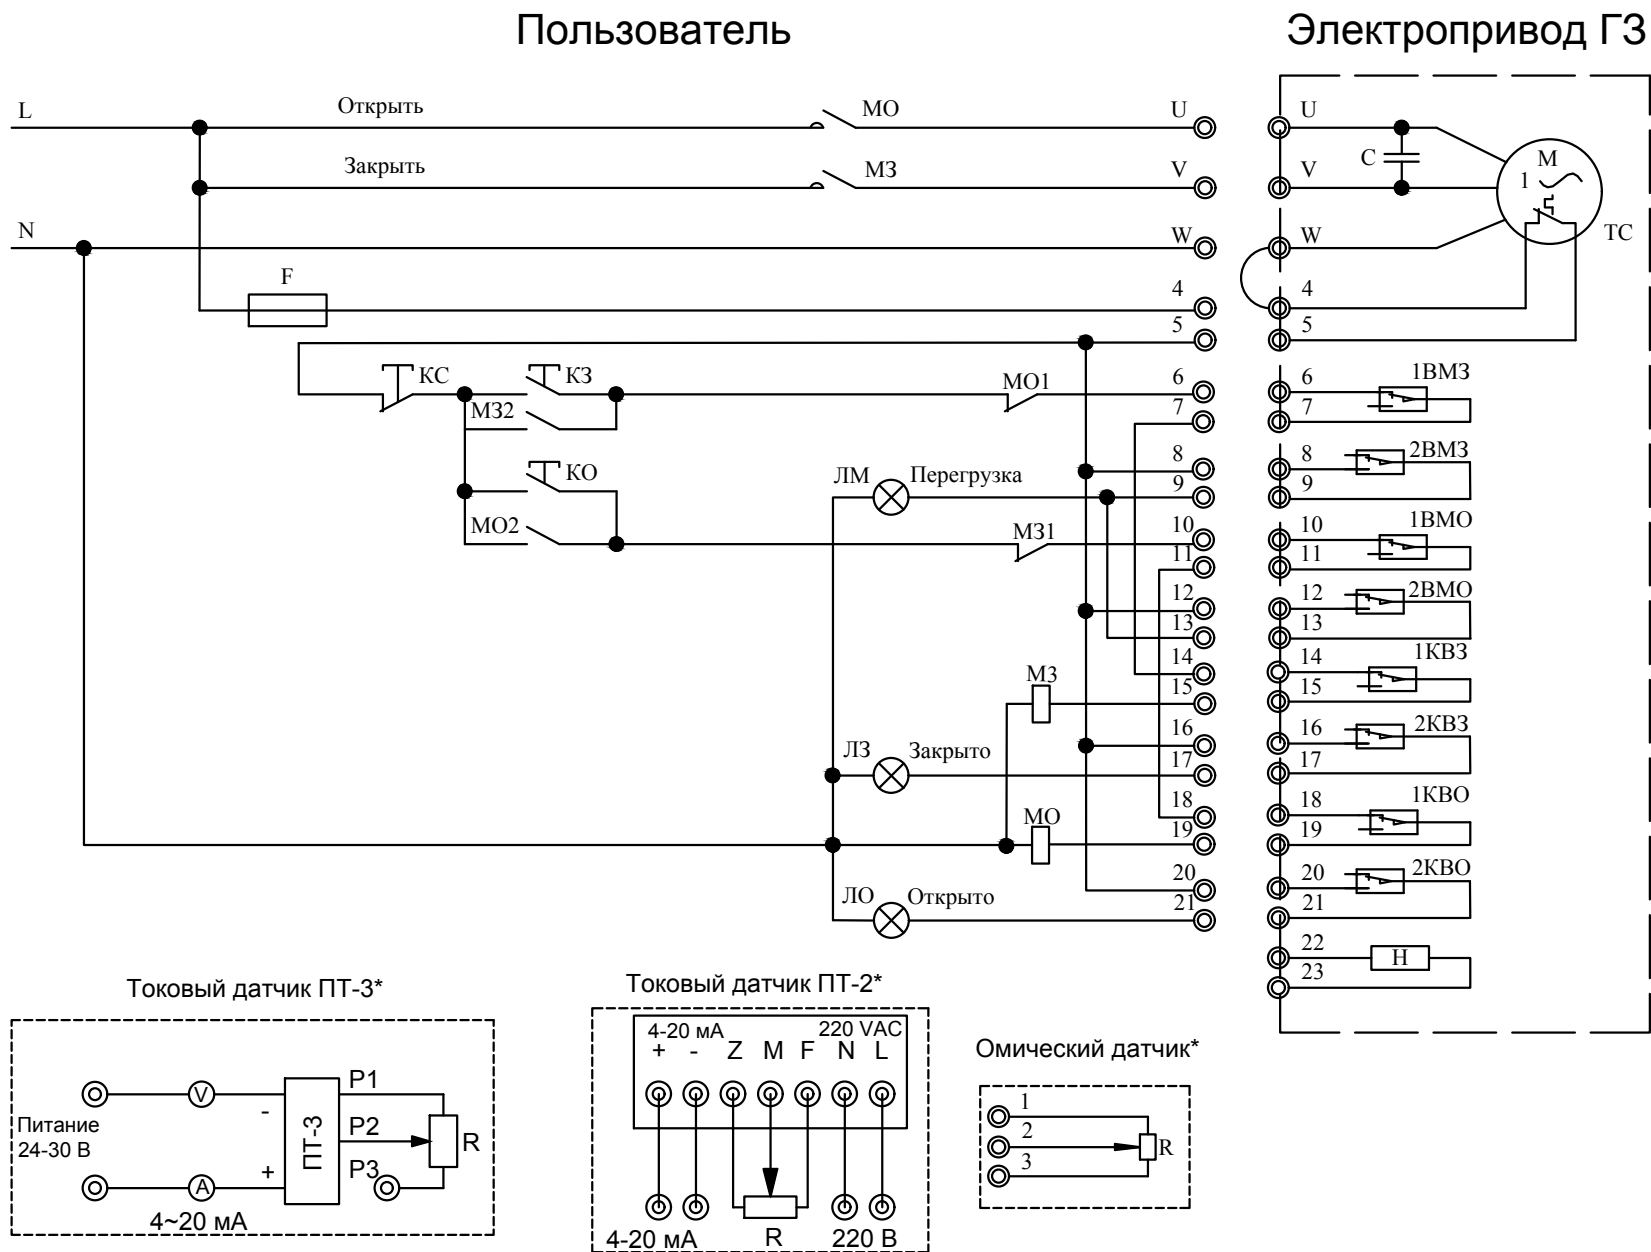 Пользователь
Электропривод ГЗ
L
Открыть
МО
U
U
Закрыть
МЗ
V
V
C
М
1
ТС
N
W
W
F
4
4
5
5
КС
КЗ
МО1
6
6
1ВМЗ
МЗ2
7
7
КО
8
8
2ВМЗ
ЛМ
Перегрузка
9
9
МО2
МЗ1
10
10
1ВМО
11
11
12
12
2ВМО
13
13
14
14
1КВЗ
МЗ
15
15
16
16
2КВЗ
ЛЗ
Закрыто
17
17
18
18
1КВО
МО
19
19
20
20
2КВО
ЛО
Открыто
21
21
22
Н
23
Токовый датчик ПТ-3*
Питание
24-30 В
V
A
-
+
ПТ-3
P1
P2
P3
R
4~20 мА
Токовый датчик ПТ-2*
4-20 мА
220 VAC
+ - Z M F N L
4-20 мА
R
220 В
Омический датчик*
1
2
3
R